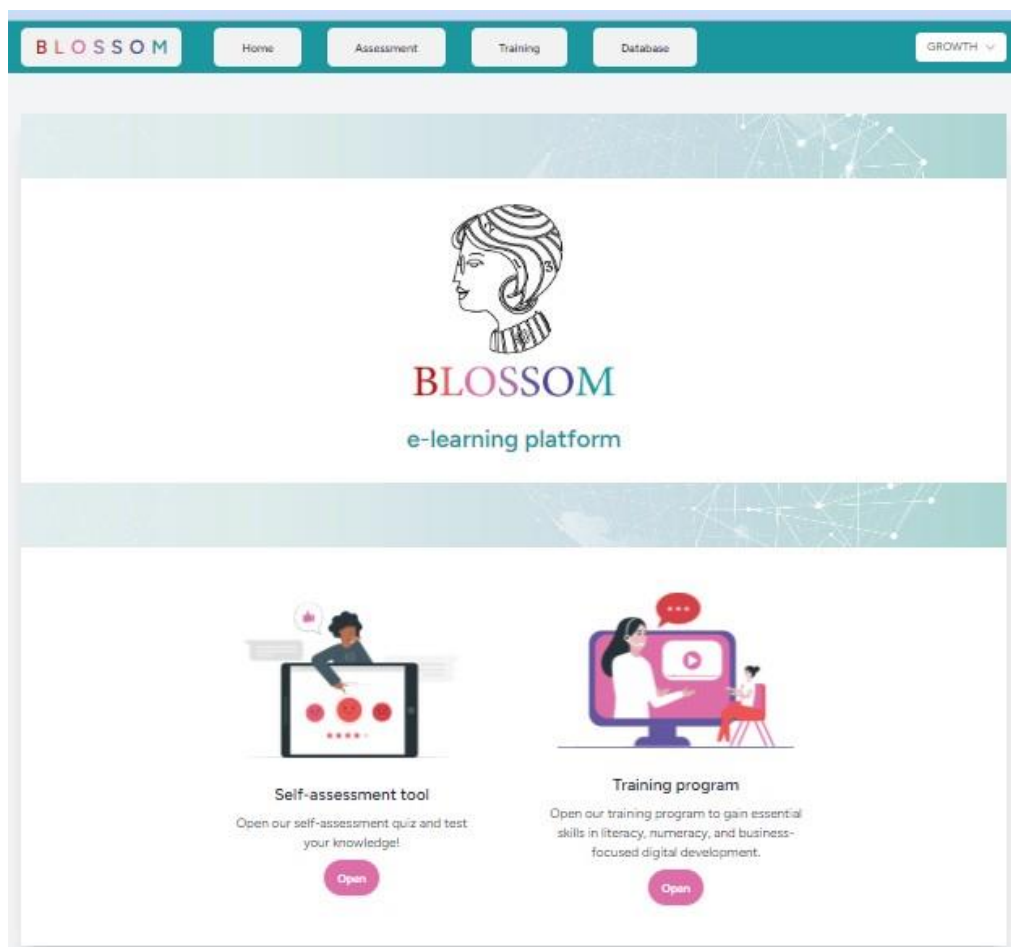 BLOSSOM Home Assessment Training Database GROWTH
BLOSSOM
e-learning platform
Self-assessment tool
Open our self-assessment quiz and test
your knowledge!
Open
Training program
Open our training program to gain essential
skills in literacy, numeracy, and business-
focused digital development.
Open